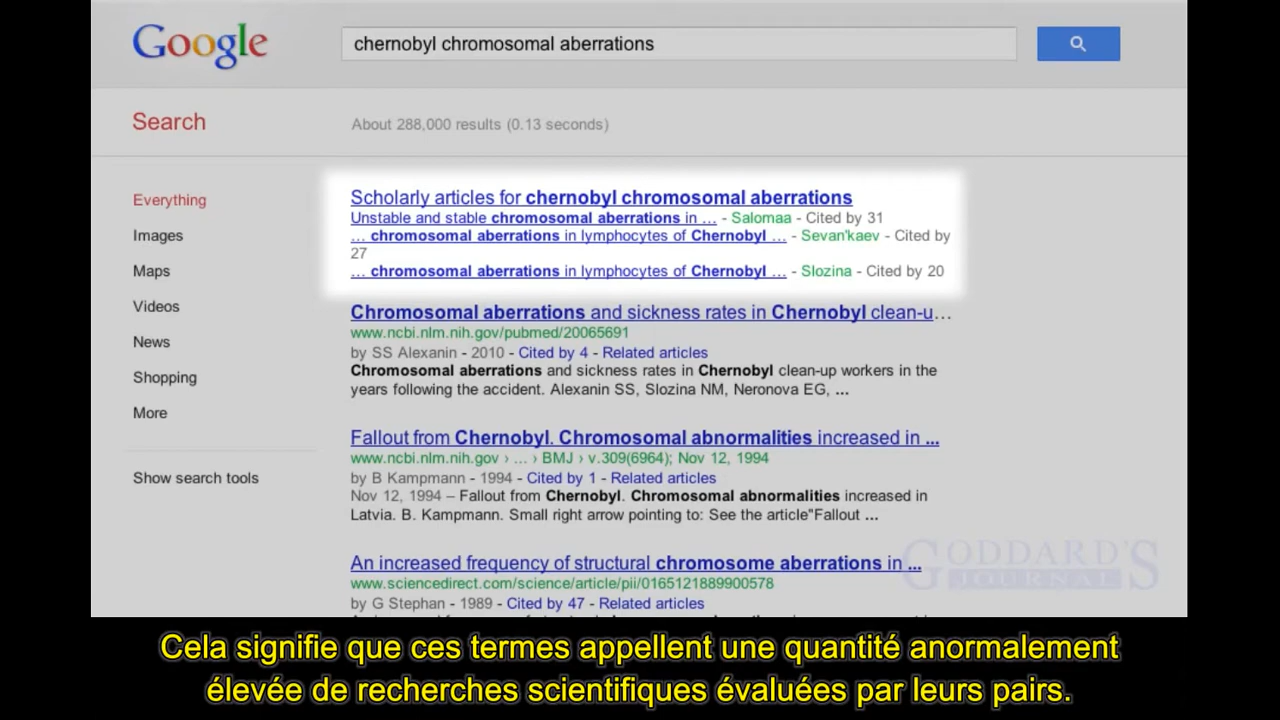 Google
chernobyl chromosomal aberrations
Search
About 288,000 results (0.13 seconds)
Everything
Images
Maps
Videos
News
Shopping
More
Show search tools
Scholarly articles for chernobyl chromosomal aberrations
Unstable and stable chromosomal aberrations in ... - Salomaa - Cited by 31
... chromosomal aberrations in lymphocytes of Chernobyl ... - Sevan'kaev - Cited by
27
... chromosomal aberrations in lymphocytes of Chernobyl ... - Slozina - Cited by 20
Chromosomal aberrations and sickness rates in Chernobyl clean-u...
www.ncbi.nlm.nih.gov/pubmed/20065691
by SS Alexanin - 2010 - Cited by 4 - Related articles
Chromosomal aberrations and sickness rates in Chernobyl clean-up workers in the
years following the accident. Alexanin SS, Slozina NM, Neronova EG, ...
Fallout from Chernobyl. Chromosomal abnormalities increased in ...
www.ncbi.nlm.nih.gov › ... › BMJ › v.309(6964); Nov 12, 1994
by B Kampmann - 1994 - Cited by 1 - Related articles
Nov 12, 1994 – Fallout from Chernobyl. Chromosomal abnormalities increased in
Latvia. B. Kampmann. Small right arrow pointing to: See the article"Fallout ...
An increased frequency of structural chromosome aberrations in ...
www.sciencedirect.com/science/article/pii/0165121889900578
by G Stephan - 1989 - Cited by 47 - Related articles
GODDARD'S
JOURNAL
Cela signifie que ces termes appellent une quantité anormalement
élevée de recherches scientifiques évaluées par leurs pairs.